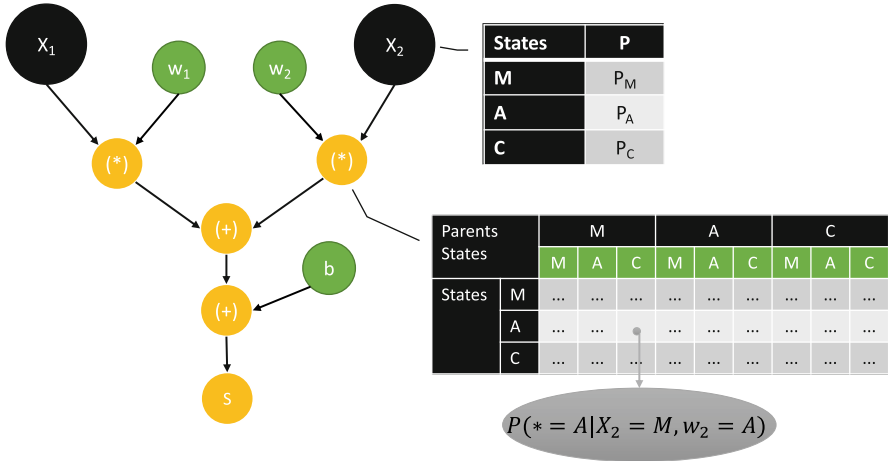 X1
w1
w2
X2
(*)
(*)
(+)
(+)
b
S
States P
M PM
A PA
C PC
Parents States M A C
M A C M A C M A C
States M ... ... ... ... ... ... ... ... ...
A ... ... ... ... ... ... ... ...
C ... ... ... ... ... ... ... ... ...
P(* = A|X2 = M, w2 = A)